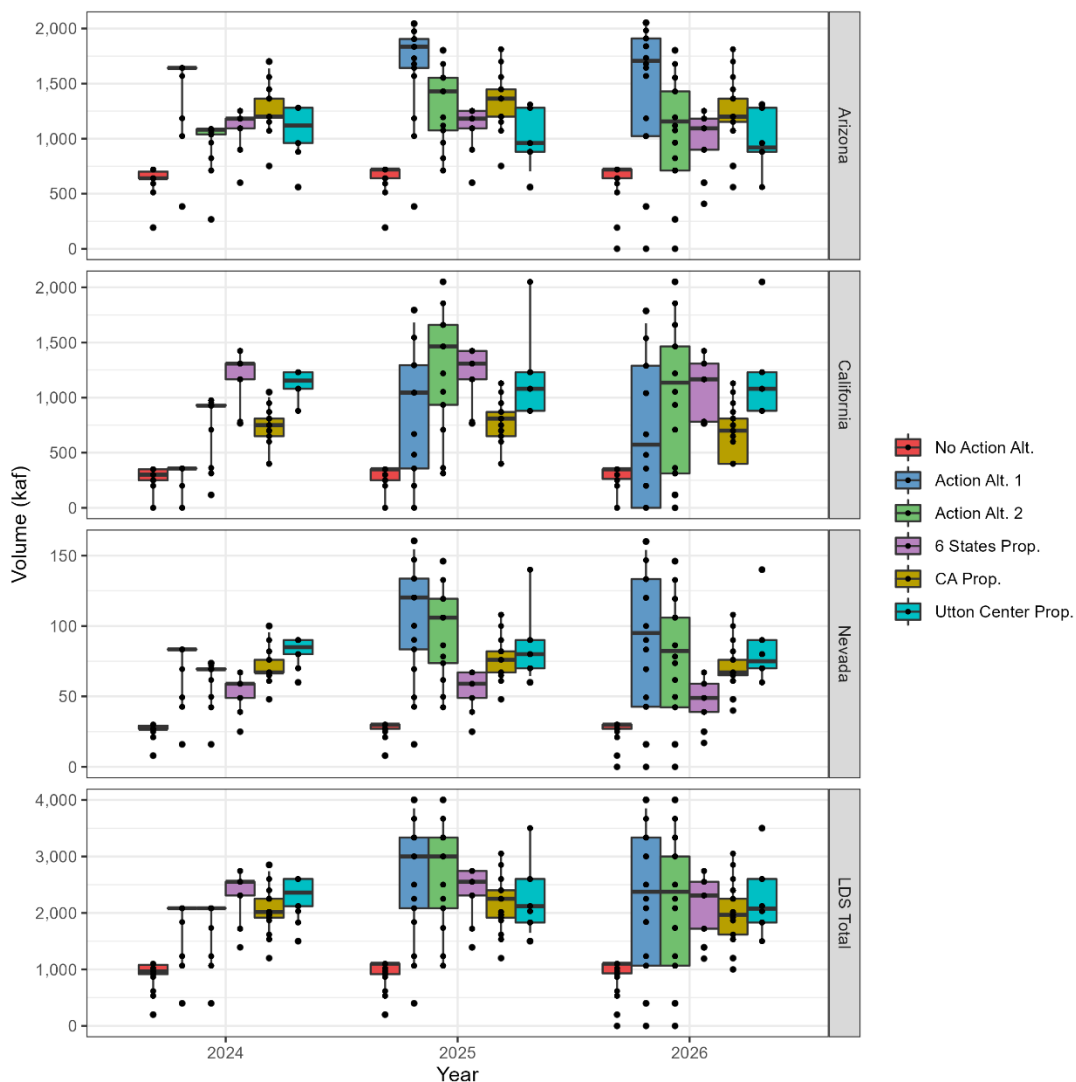 2,000
1,500
1,000
500
0
Arizona
2,000
1,500
1,000
500
0
California
150
100
50
0
Nevada
4,000
3,000
2,000
1,000
0
LDS Total
2024
2025
2026
Year
Volume (kaf)
No Action Alt.
Action Alt. 1
Action Alt. 2
6 States Prop.
CA Prop.
Utton Center Prop.